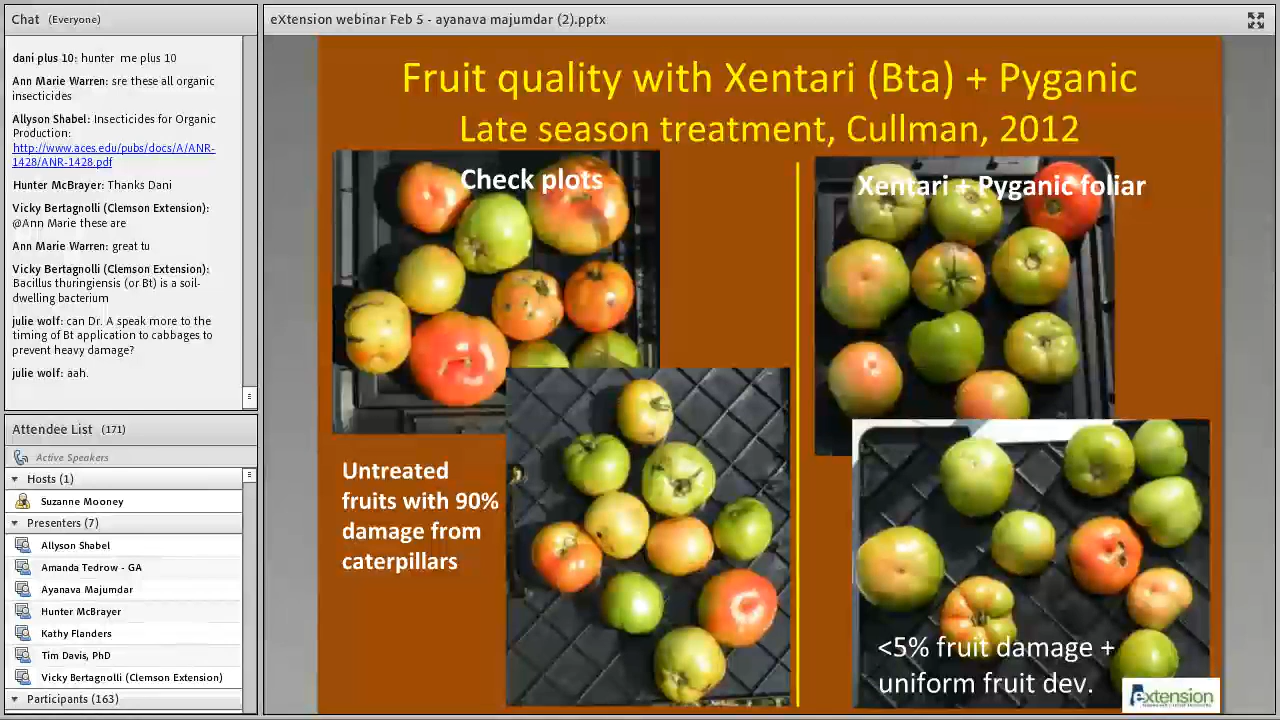 Chat (Everyone)
dani plus 10: hunter me plus 10
Ann Marie Warren: sre these all organic
insecticides
Allyson Shabel: Insecticides for Organic
Production:
http://www.aces.edu/pubs/docs/A/ANR-
1428/ANR-1428.pdf
Hunter McBrayer: Thanks Dani
Vicky Bertagnolli (Clemson Extension):
@Ann Marie these are
Ann Marie Warren: great tu
Vicky Bertagnolli (Clemson Extension):
Bacillus thuringiensis (or Bt) is a soil-
dwelling bacterium
julie wolf: can Dr. A speak more to the
timing of Bt application to cabbages to
prevent heavy damage?
julie wolf: aah.
Attendee List (171)
Active Speakers
Hosts (1)
Suzanne Mooney
Presenters (7)
Allyson Shabel
Amanda Tedrow - GA
Ayanava Majumdar
Hunter McBrayer
Kathy Flanders
Tim Davis, PhD
Vicky Bertagnolli (Clemson Extension)
Participants (163)
eXtension webinar Feb 5 - ayanava majumdar (2).pptx
Fruit quality with Xentari (Bta) + Pyganic
Late season treatment, Cullman, 2012
Check plots
Untreated
fruits with 90%
damage from
caterpillars
Xentari + Pyganic foliar
<5% fruit damage +
uniform fruit dev.
extension